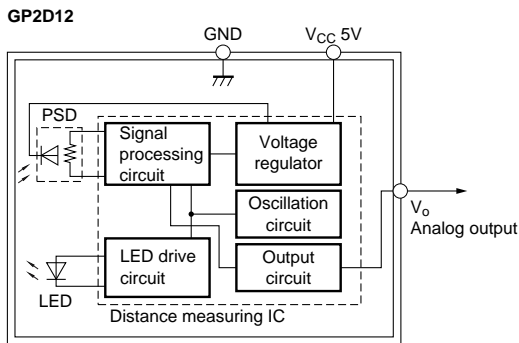 GP2D12
GND
VCC 5V
PSD
Signal
processing
circuit
Voltage
regulator
Oscillation
circuit
Vo
Analog output
LED drive
circuit
Output
circuit
LED
Distance measuring IC